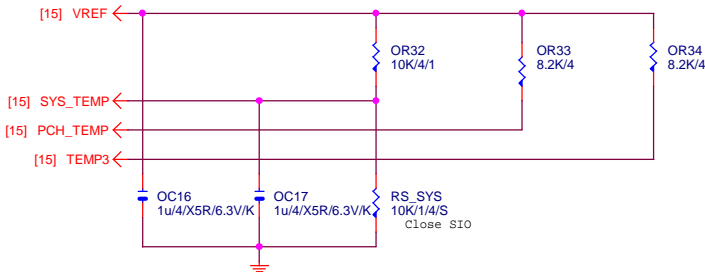 [15] VREF
OR32
10K/4/1
OR33
8.2K/4
OR34
8.2K/4
[15] SYS_TEMP
[15] PCH_TEMP
[15] TEMP3
OC16
1u/4/X5R/6.3V/K
OC17
1u/4/X5R/6.3V/K
RS_SYS
10K/1/4/S
Close SIO